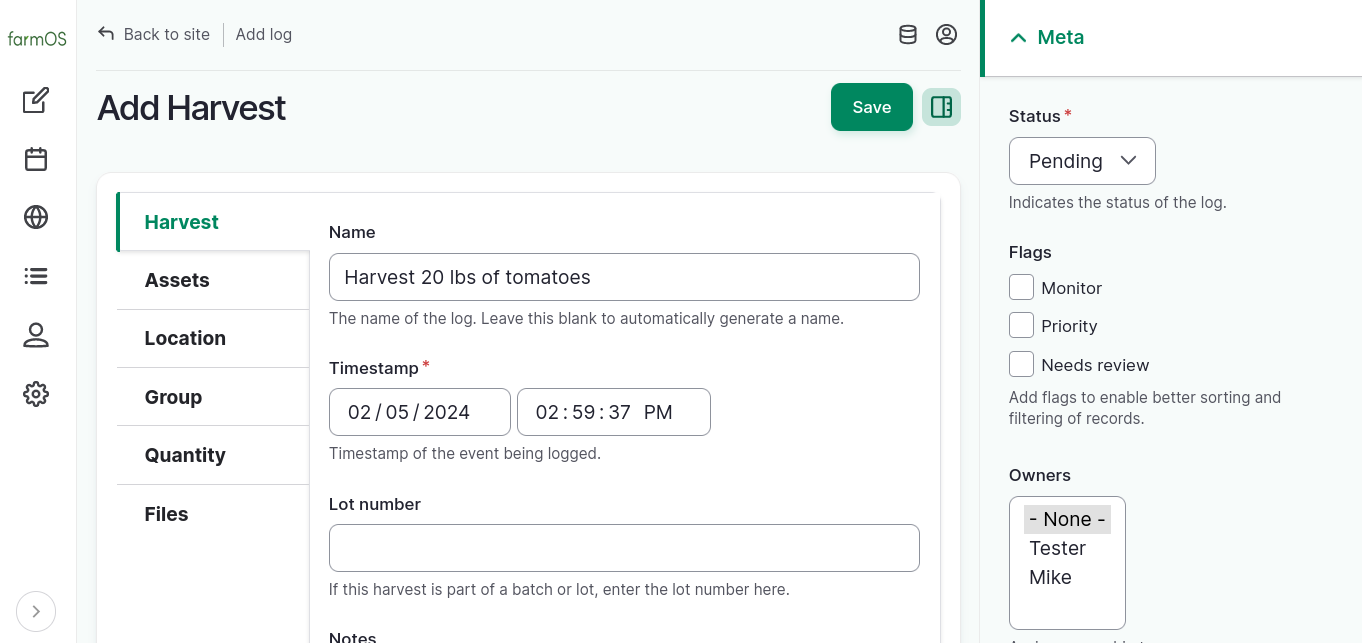 farmOS
Back to site
Add log
Add Harvest
Save
Harvest
Assets
Location
Group
Quantity
Files
Name
Harvest 20 lbs of tomatoes
The name of the log. Leave this blank to automatically generate a name.
Timestamp *
02 / 05 / 2024
02 : 59 : 37 PM
Timestamp of the event being logged.
Lot number
If this harvest is part of a batch or lot, enter the lot number here.
Notes
Meta
Status *
Pending
Indicates the status of the log.
Flags
Monitor
Priority
Needs review
Add flags to enable better sorting and
filtering of records.
Owners
- None -
Tester
Mike